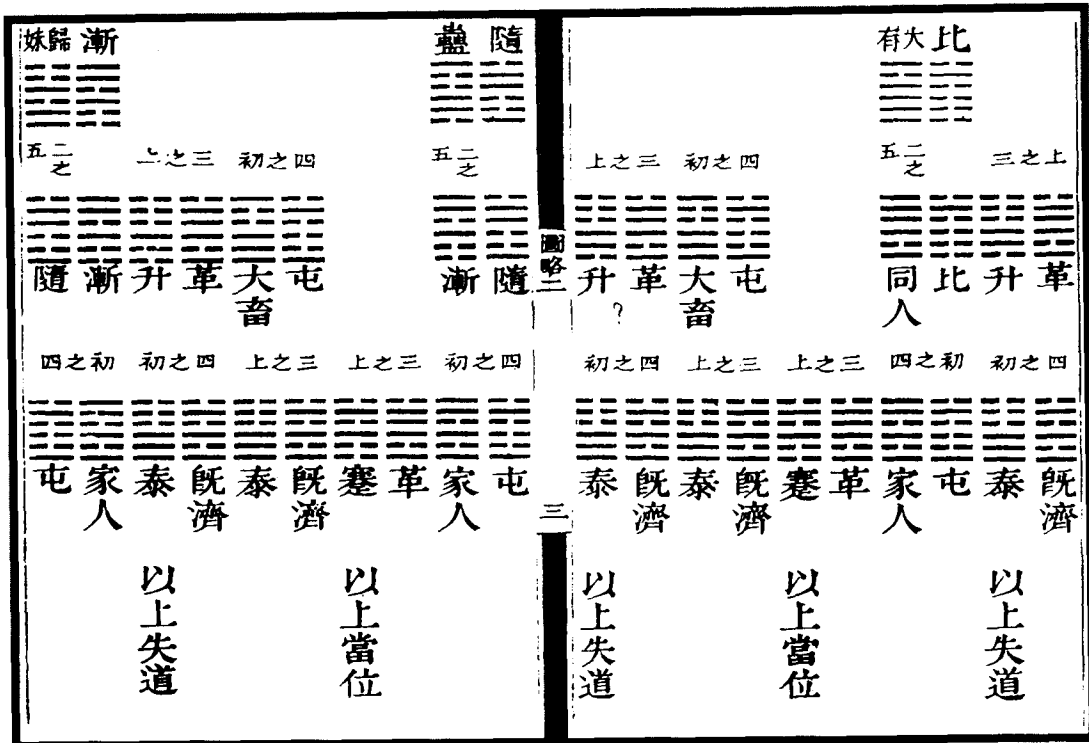 比 大有
上之三 二之五 四之初 三之上
革 升 比 同人 屯 大畜 革 升
?
四之初 初之四 三之上 三之上 四之初
旣濟 泰 屯 家人 革 蹇 旣濟 泰 旣濟 泰
以上失道 以上當位 以上失道
圖略二
三
隨 蠱 漸 歸妹
二之五 四之初 三之上 二之五
隨 漸 屯 大畜 革 升 漸 隨
四之初 三之上 三之上 四之初 初之四
屯 家人 革 蹇 旣濟 泰 旣濟 泰 家人 屯
以上當位 以上失道